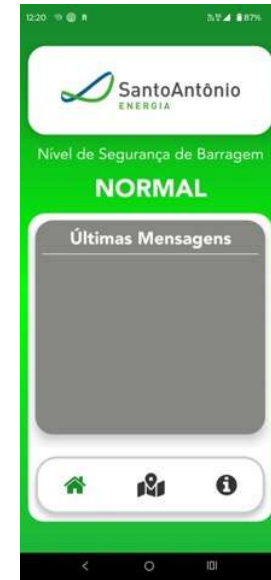 12:20
87%
SantoAntônio
ENERGIA
Nível de Segurança de Barragem
NORMAL
Últimas Mensagens